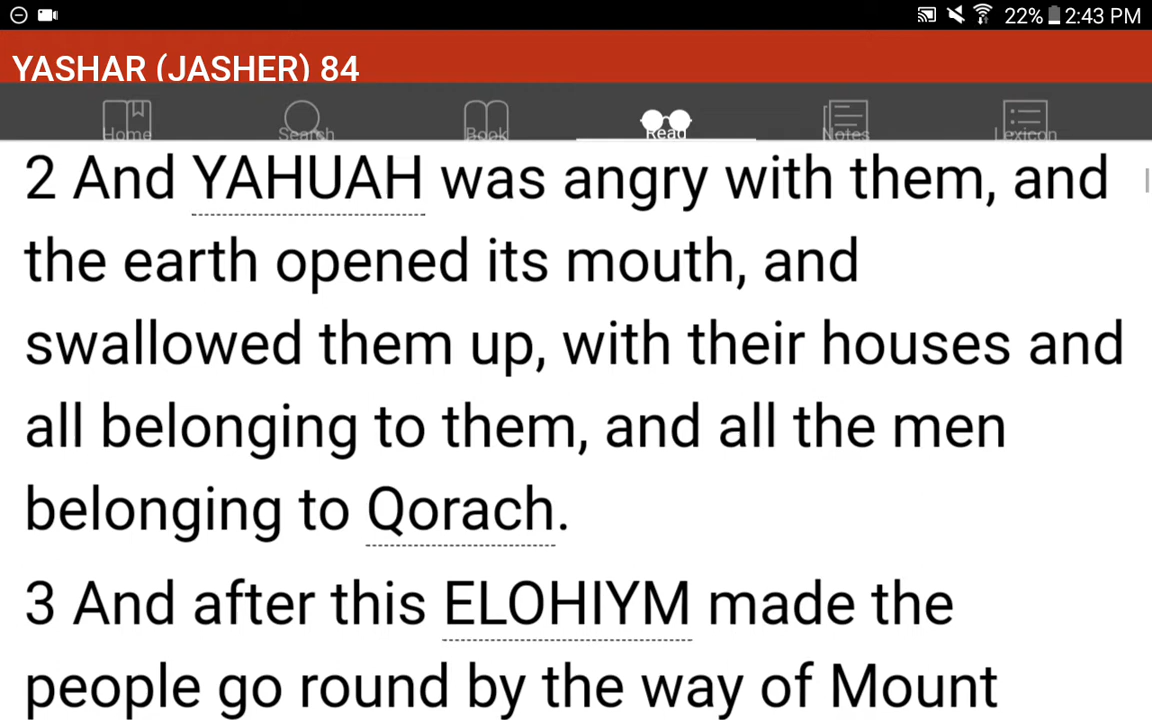 22% 2:43 PM
YASHAR (JASHER) 84
Home Search Book Read Notes Lexicon
2 And YAHUAH was angry with them, and
the earth opened its mouth, and
swallowed them up, with their houses and
all belonging to them, and all the men
belonging to Qorach.
3 And after this ELOHIYM made the
people go round by the way of Mount